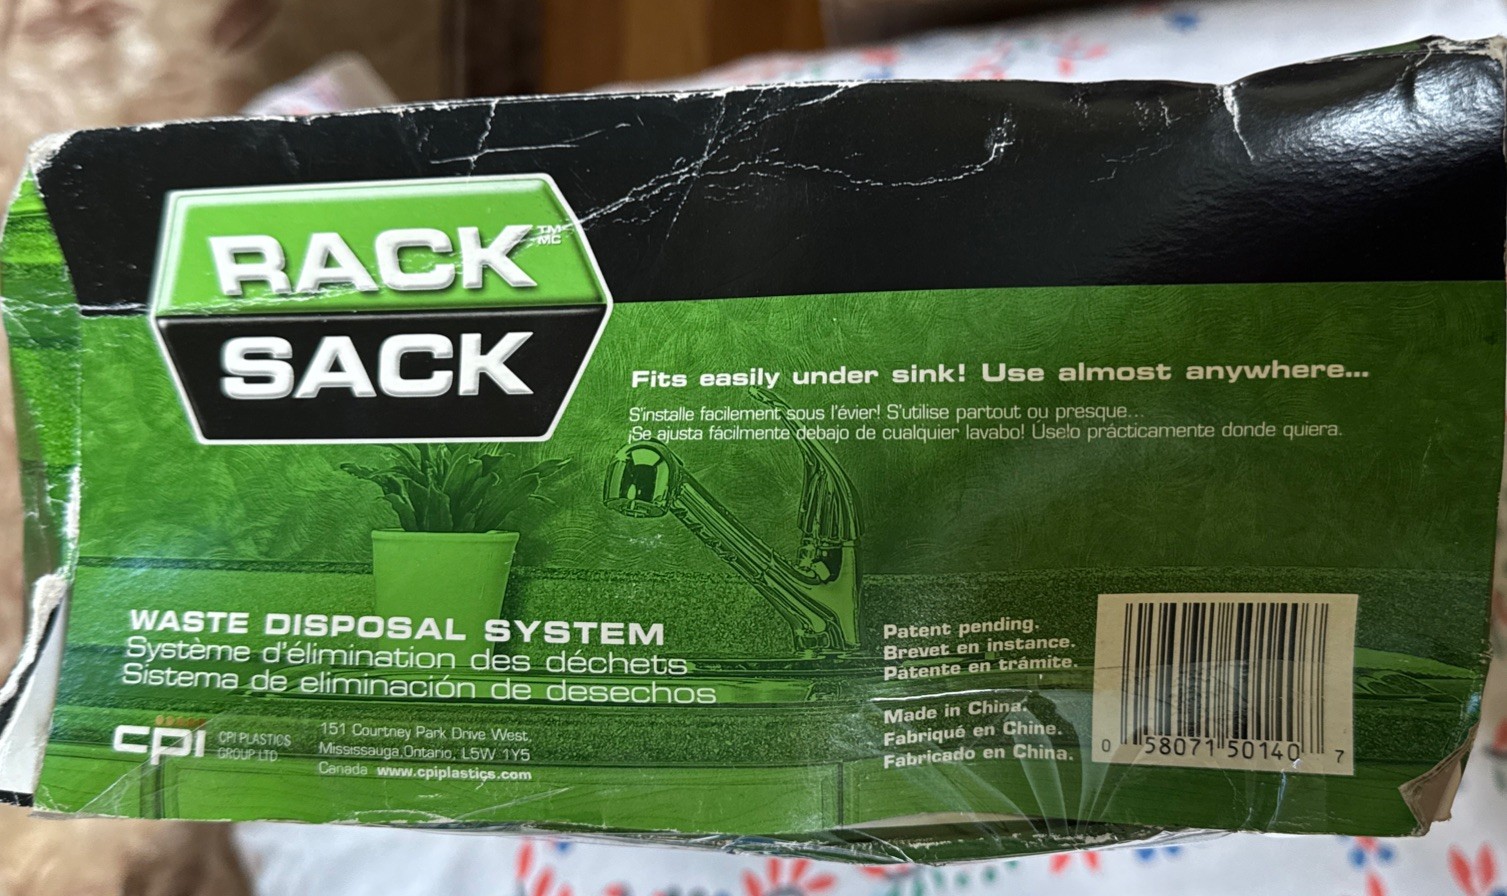 RACK
TM
MC
SACK
Fits easily under sink! Use almost anywhere...
S'installe facilement sous l'évier! S'utilise partout ou presque...
¡Se ajusta fácilmente debajo de cualquier lavabo! Úselo prácticamente donde quiera.
WASTE DISPOSAL SYSTEM
Système d'élimination des déchets
Sistema de eliminación de desechos
cpi
CPI PLASTICS
GROUP LTD.
151 Courtney Park Drive West,
Mississauga, Ontario, L5W 1Y5
Canada www.cpiplastics.com
Patent pending.
Brevet en instance.
Patente en trámite.
Made in China.
Fabriqué en Chine.
Fabricado en China.
0 58071 50140 7